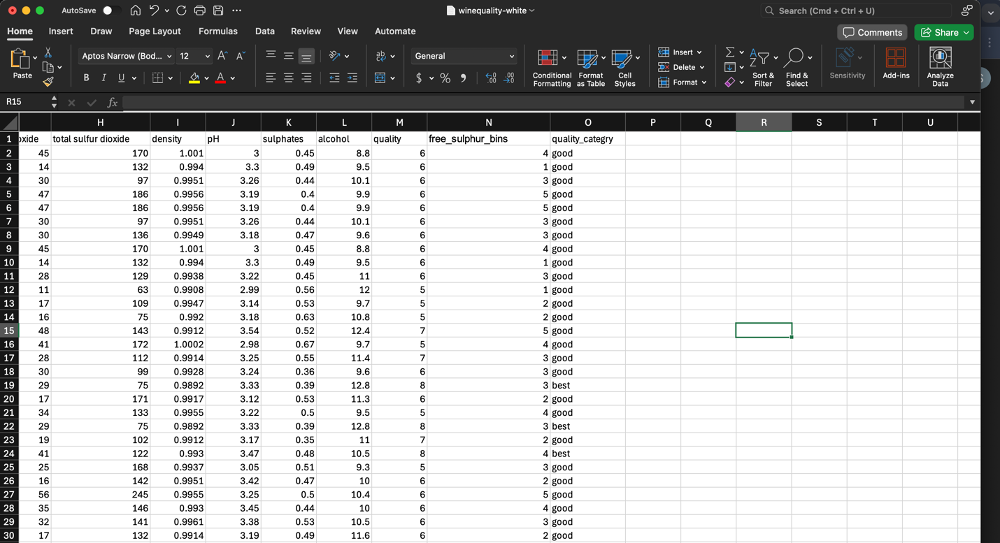 AutoSave
winequality-white
Search (Cmd + Ctrl + U)
Home Insert Draw Page Layout Formulas Data Review View Automate
Comments Share
Paste
Aptos Narrow (Bod... 12
B I U
A A A
ab
General
$ % 9
Conditional Formatting
Format as Table
Cell Styles
Insert
Delete
Format
Sort & Filter
Find & Select
Sensitivity
Add-ins
Analyze Data
R15 fx
H I J K L M N O P Q R S T U
1 oxide total sulfur dioxide density pH sulphates alcohol quality free_sulphur_bins quality_categry
2 45 170 1.001 3 0.45 8.8 6 4 good
3 14 132 0.994 3.3 0.49 9.5 6 1 good
4 30 97 0.9951 3.26 0.44 10.1 6 3 good
5 47 186 0.9956 3.19 0.4 9.9 6 5 good
6 47 186 0.9956 3.19 0.4 9.9 6 5 good
7 30 97 0.9951 3.26 0.44 10.1 6 3 good
8 30 136 0.9949 3.18 0.47 9.6 6 3 good
9 45 170 1.001 3 0.45 8.8 6 4 good
10 14 132 0.994 3.3 0.49 9.5 6 1 good
11 28 129 0.9938 3.22 0.45 11 6 3 good
12 11 63 0.9908 2.99 0.56 12 5 1 good
13 17 109 0.9947 3.14 0.53 9.7 5 2 good
14 16 75 0.992 3.18 0.63 10.8 5 2 good
15 48 143 0.9912 3.54 0.52 12.4 7 5 good
16 41 172 1.0002 2.98 0.67 9.7 5 4 good
17 28 112 0.9914 3.25 0.55 11.4 7 3 good
18 30 99 0.9928 3.24 0.36 9.6 6 3 good
19 29 75 0.9892 3.33 0.39 12.8 8 3 best
20 17 171 0.9917 3.12 0.53 11.3 6 2 good
21 34 133 0.9955 3.22 0.5 9.5 5 4 good
22 29 75 0.9892 3.33 0.39 12.8 8 3 best
23 19 102 0.9912 3.17 0.35 11 7 2 good
24 41 122 0.993 3.47 0.48 10.5 8 4 best
25 25 168 0.9937 3.05 0.51 9.3 5 3 good
26 16 142 0.9951 3.42 0.47 10 6 2 good
27 56 245 0.9955 3.25 0.5 10.4 6 5 good
28 35 146 0.993 3.45 0.44 10 6 4 good
29 32 141 0.9961 3.38 0.53 10.5 6 3 good
30 17 132 0.9914 3.19 0.49 11.6 6 2 good